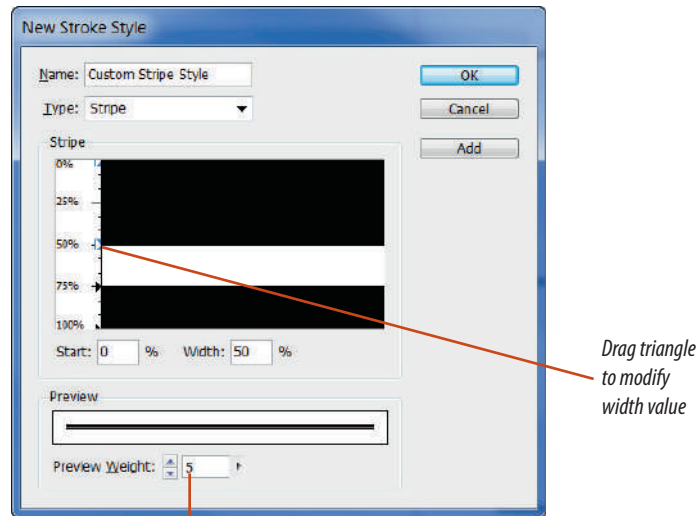 New Stroke Style
Name: Custom Stripe Style
OK
Type: Stripe
Cancel
Stripe
Add
0%
25%
50%
75%
100%
Start: 0 % Width: 50 %
Drag triangle
to modify
width value
Preview
Preview Weight: 5